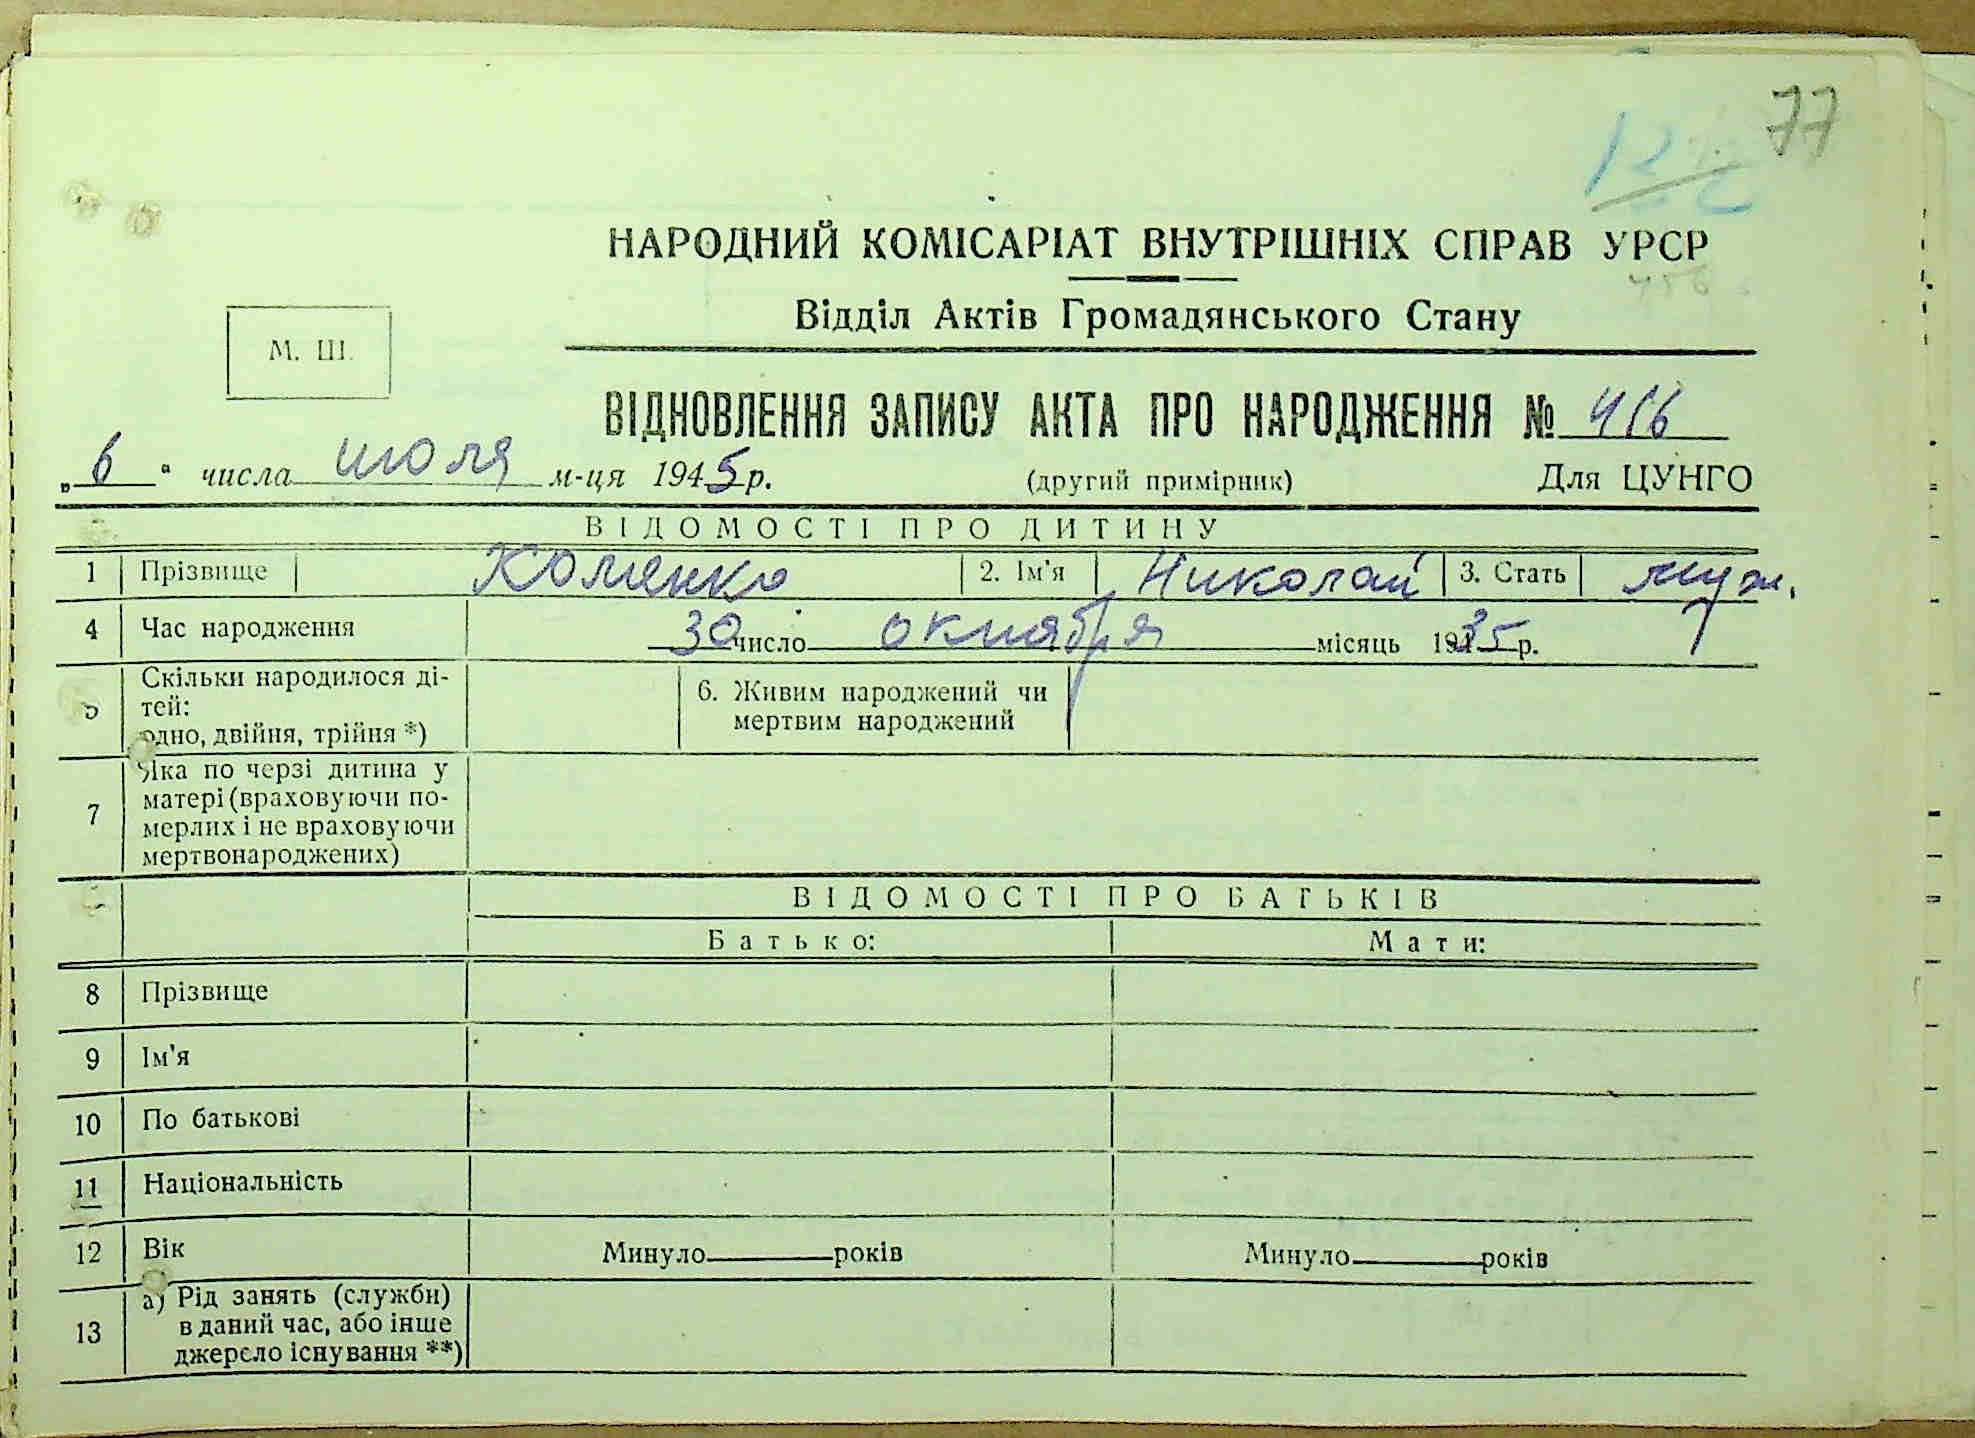 77
НАРОДНИЙ КОМІСАРІАТ ВНУТРІШНІХ СПРАВ УРСР
Відділ Актів Громадянського Стану
М. Ш.
ВІДНОВЛЕННЯ ЗАПИСУ АКТА ПРО НАРОДЖЕННЯ №
„6“ числа июля м-ця 1945 р. (другий примірник) Для ЦУНГО
ВІДОМОСТІ ПРО ДИТИНУ
1 Прізвище 2. Ім'я Николай 3. Стать муж.
4 Час народження 30 число октября місяць 1935 р.
5 Скільки народилося ді-
тей:
одно, двійня, трійня *)
6. Живим народжений чи
мертвим народжений
7 Яка по черзі дитина у
матері (враховуючи по-
мерлих і не враховуючи
мертвонароджених)
ВІДОМОСТІ ПРО БАТЬКІВ
Батько: Мати:
8 Прізвище
9 Ім'я
10 По батькові
11 Національність
12 Вік Минуло років Минуло років
13 а) Рід занять (служби)
в даний час, або інше
джерело існування **)